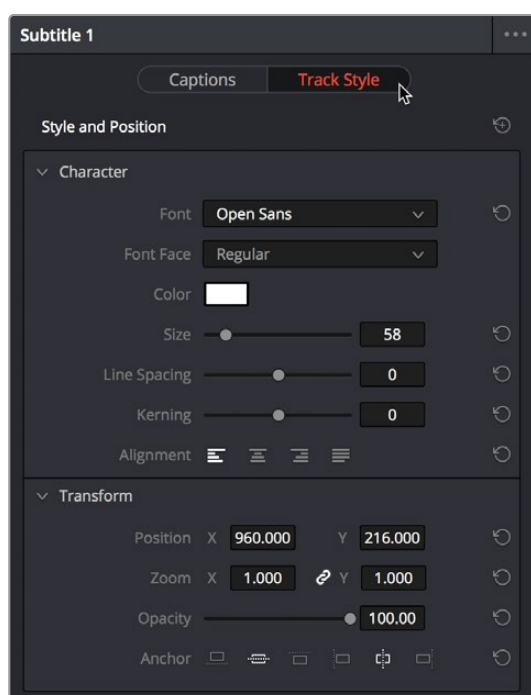 Subtitle 1
Captions Track Style
Style and Position
Character
Font Open Sans
Font Face Regular
Color
Size 58
Line Spacing 0
Kerning 0
Alignment
Transform
Position X 960.000 Y 216.000
Zoom X 1.000 Y 1.000
Opacity 100.00
Anchor